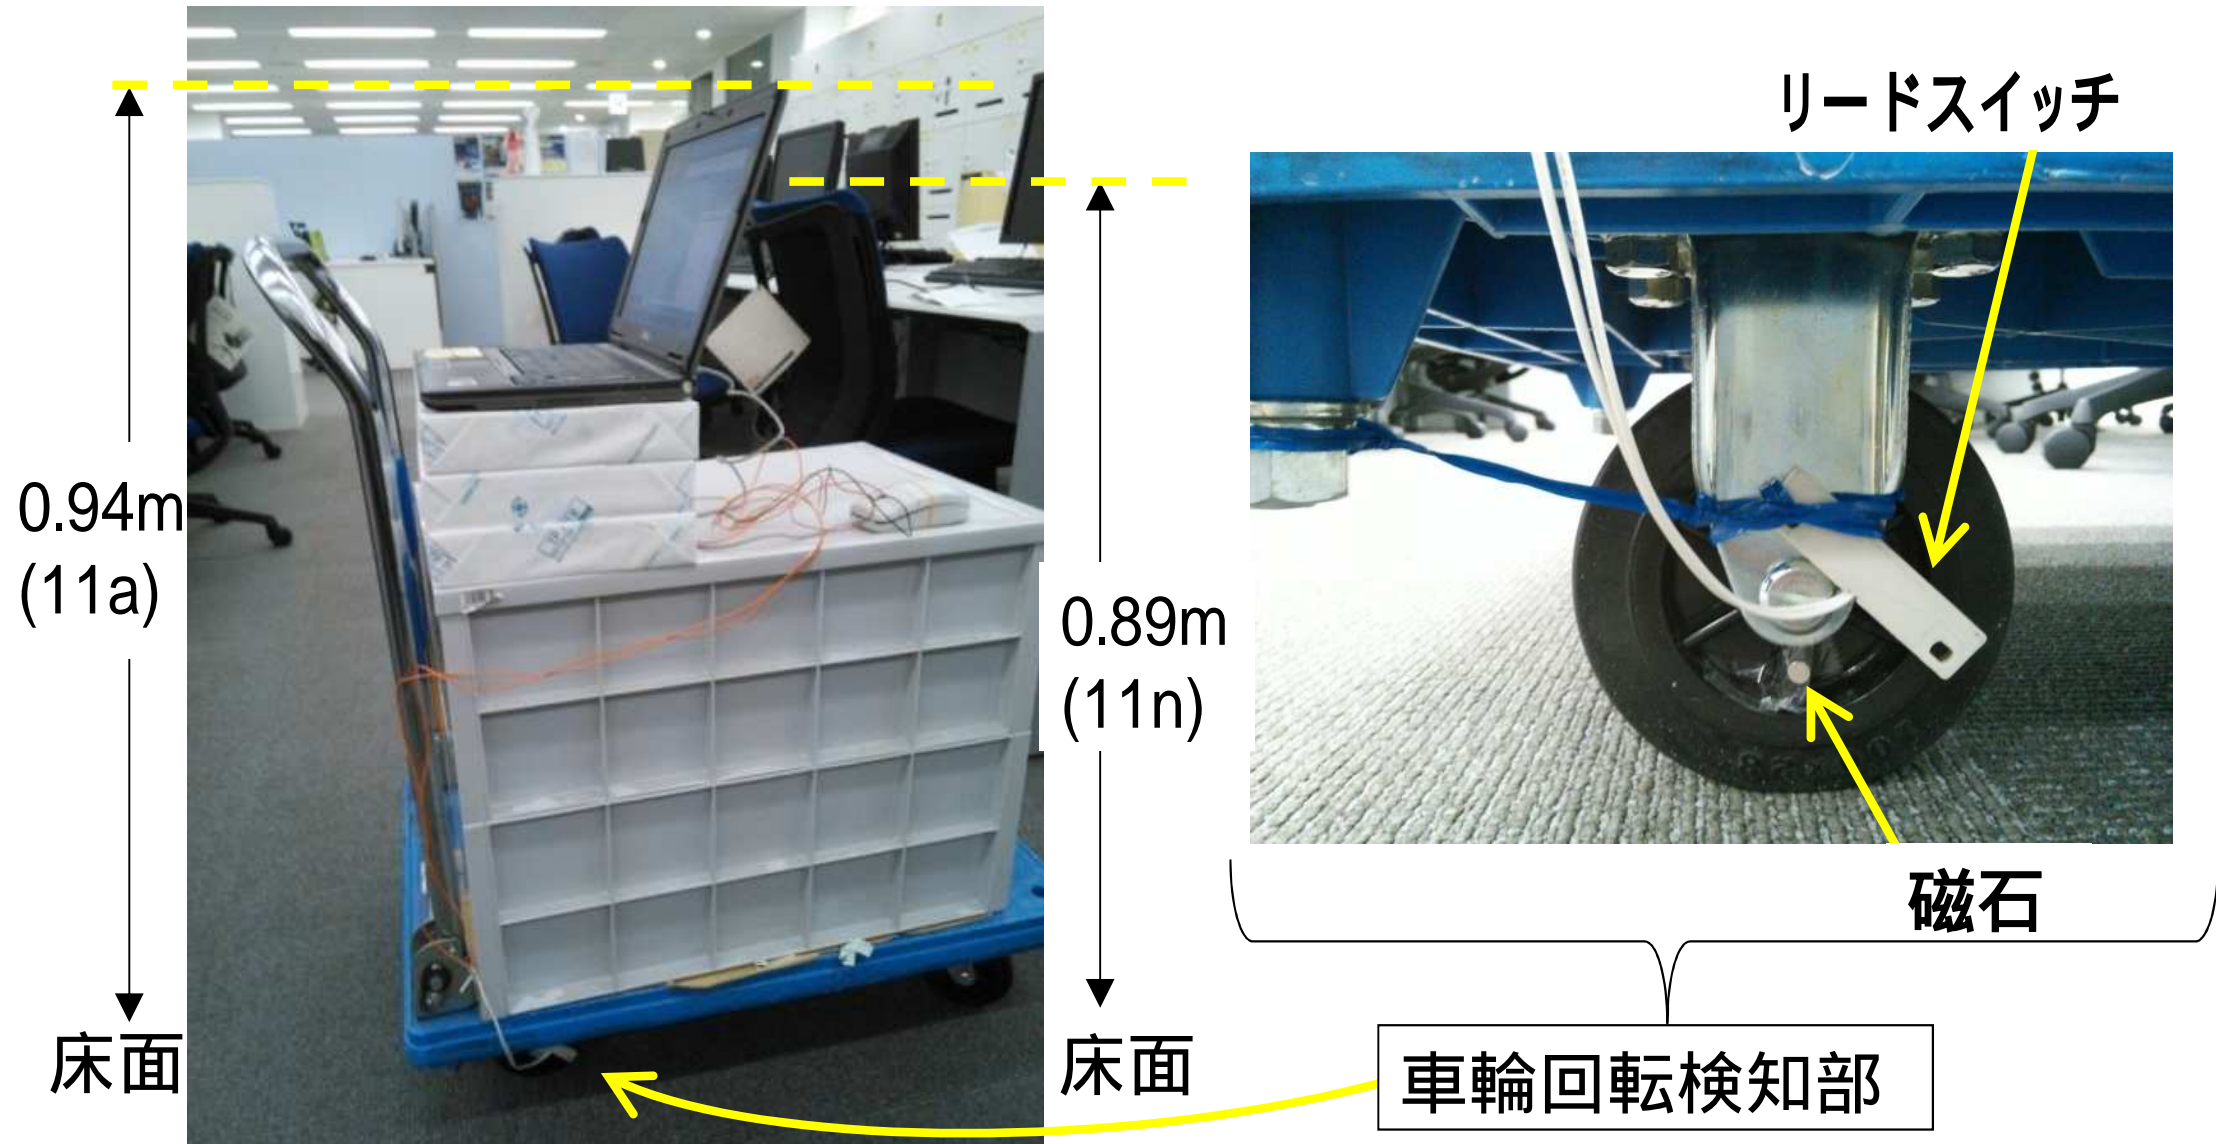 リードスイッチ
0.94m
(11a)
床面
0.89m
(11n)
床面
磁石
車輪回転検知部